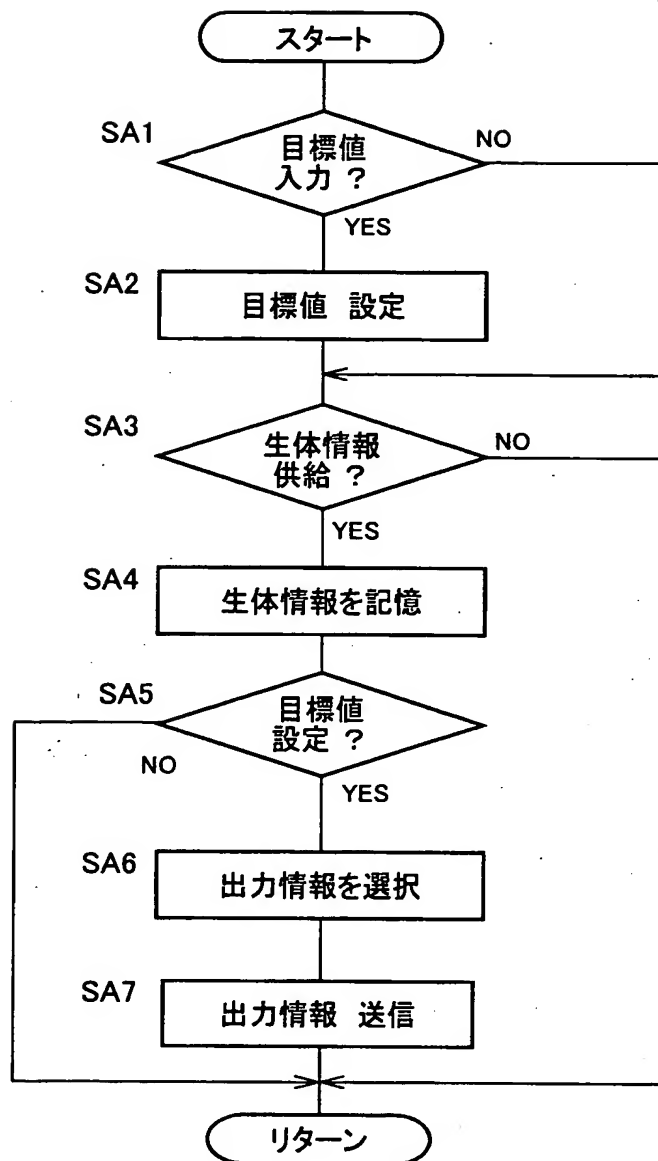 スタート
SA1
目標値
入力 ?
NO
YES
SA2
目標値 設定
SA3
生体情報
供給 ?
NO
YES
SA4
生体情報を記憶
SA5
目標値
設定 ?
NO
YES
SA6
出力情報を選択
SA7
出力情報 送信
リターン